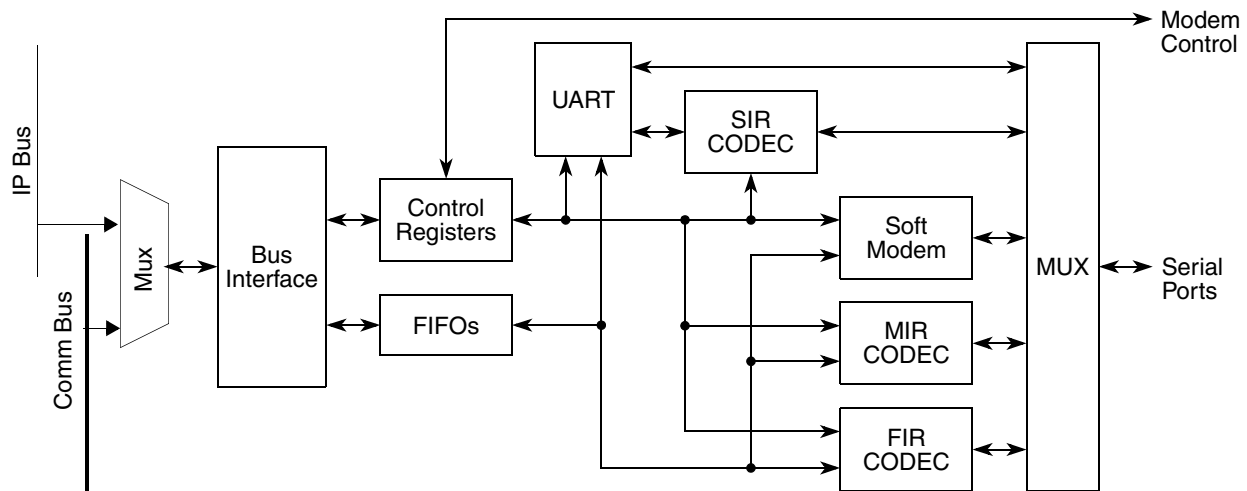 Modem
Control
IP Bus
UART
SIR
CODEC
Control
Registers
Soft
Modem
Mux
Bus
Interface
MUX
Serial
Ports
Comm Bus
FIFOs
MIR
CODEC
FIR
CODEC